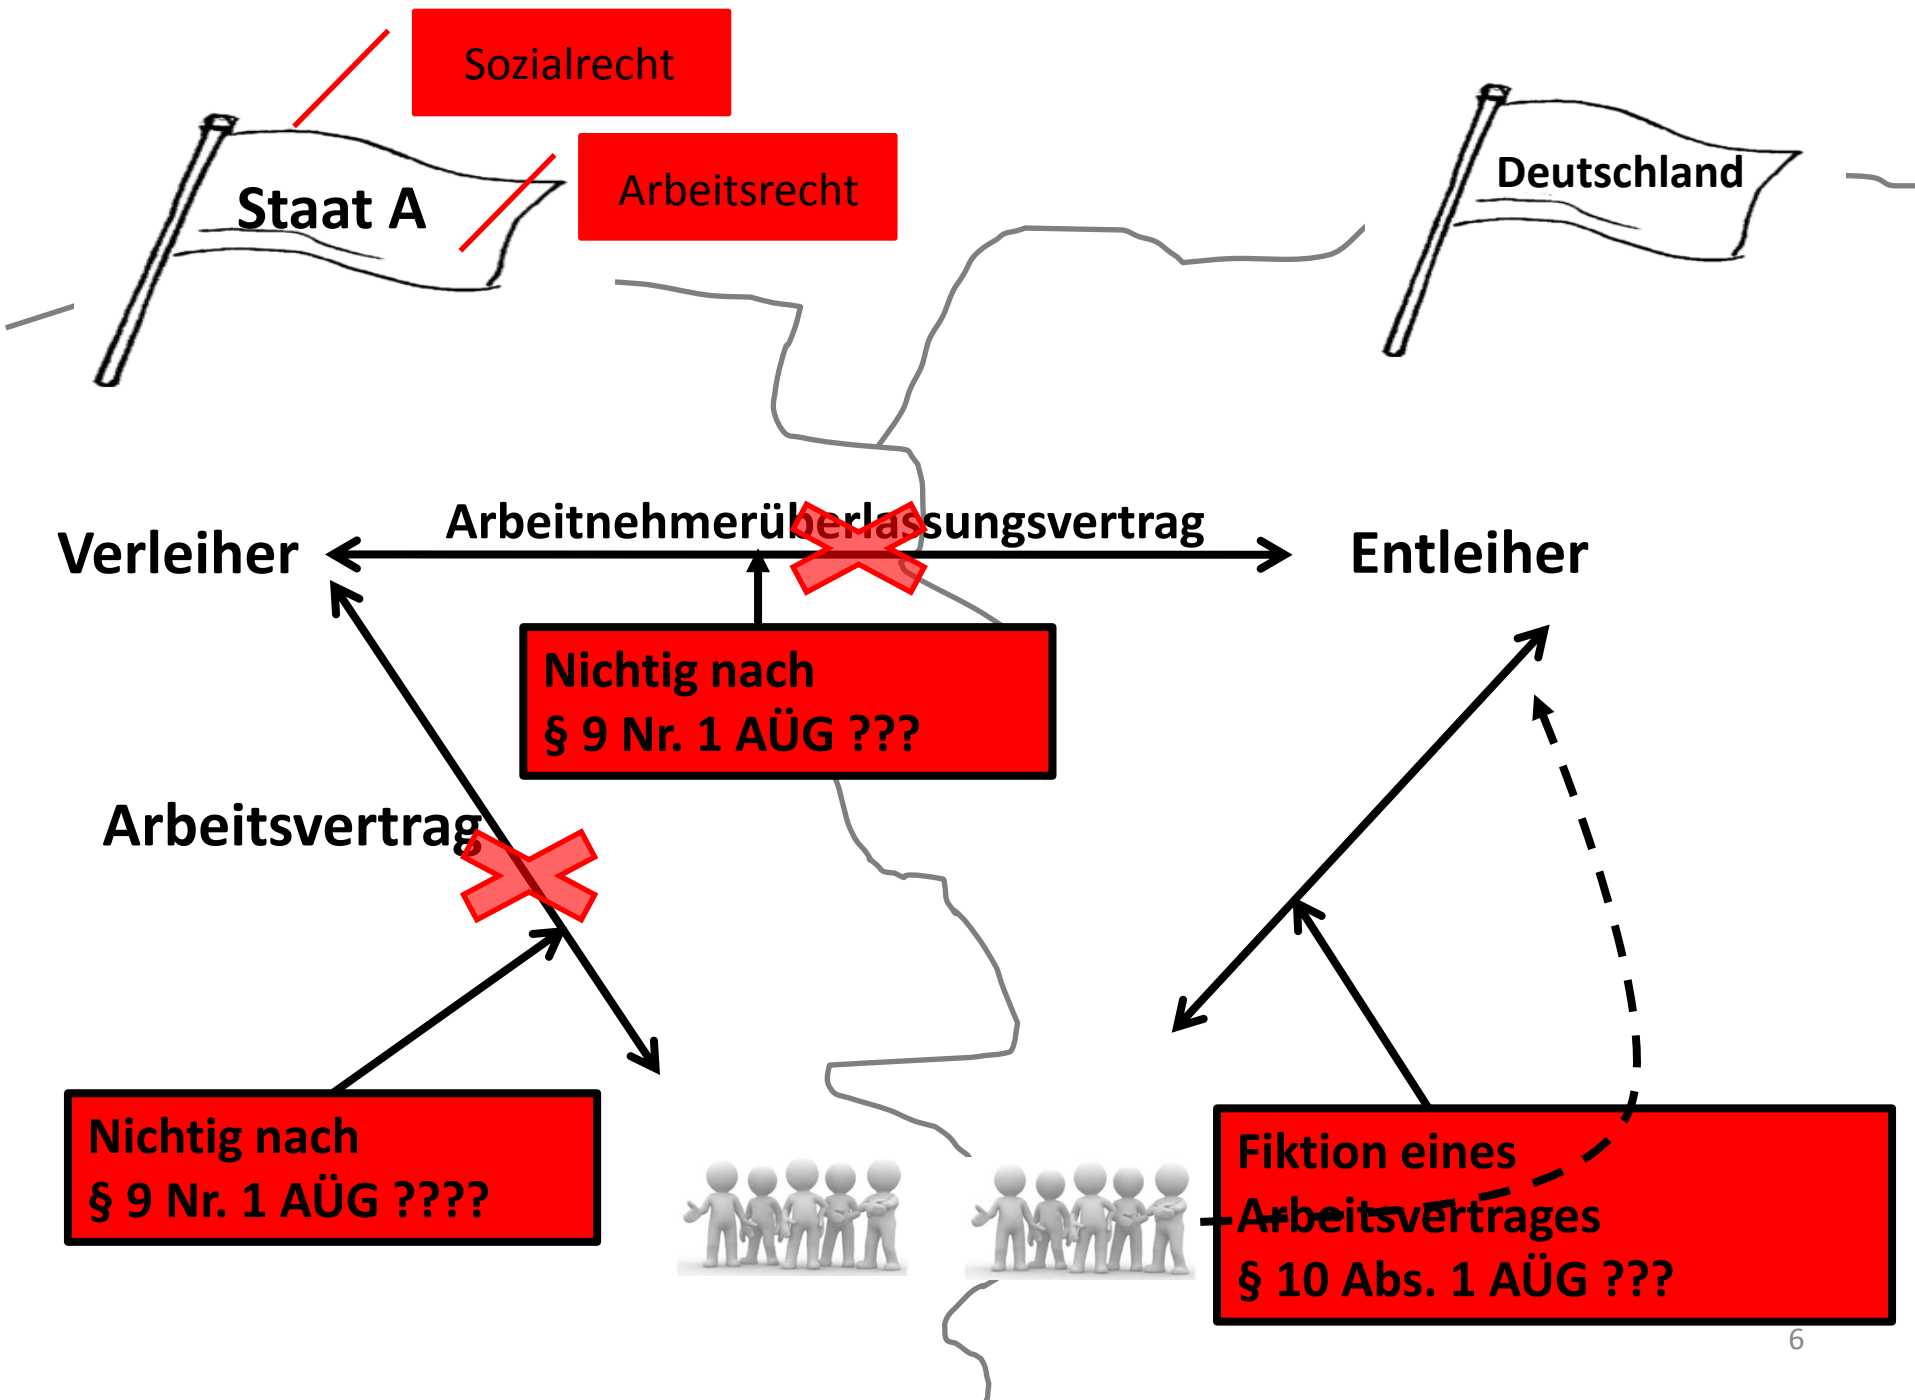 Sozialrecht
Arbeitsrecht
Staat A
Deutschland
Arbeitnehmerüberlassungsvertrag
Verleiher
Entleiher
Nichtig nach
§ 9 Nr. 1 AÜG ???
Arbeitsvertrag
Nichtig nach
§ 9 Nr. 1 AÜG ????
Fiktion eines
Arbeitsvertrages
§ 10 Abs. 1 AÜG ???
6